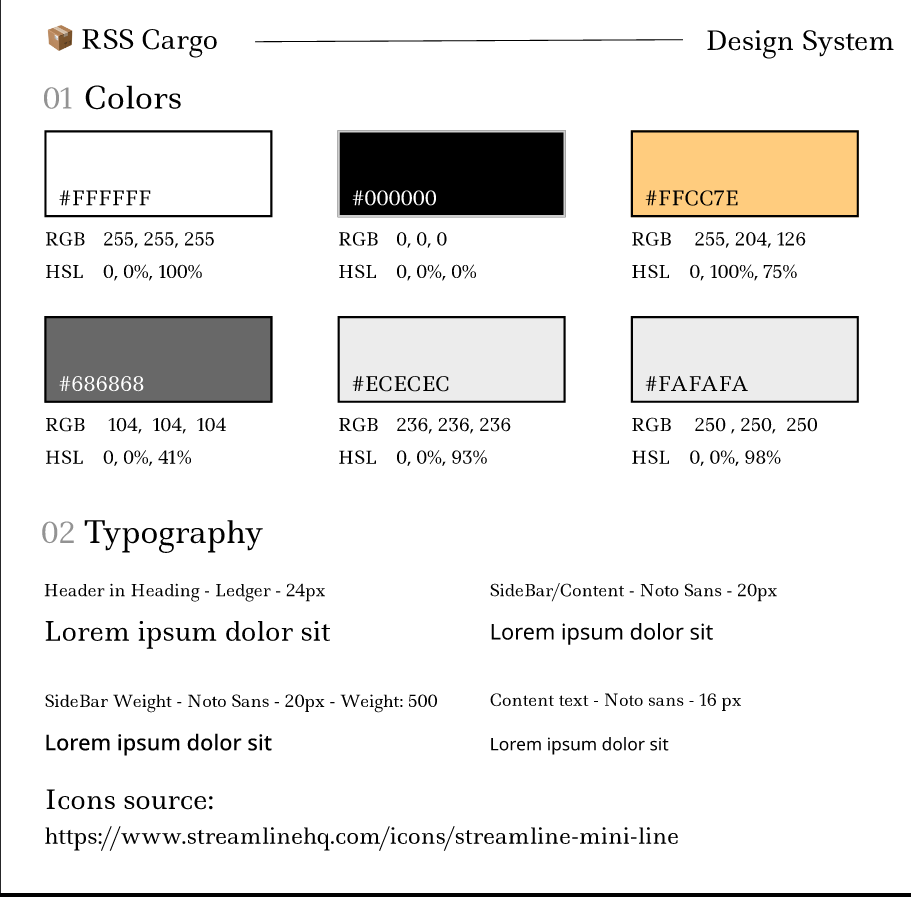 RSS Cargo Design System
01 Colors
#FFFFFF #000000 #FFCC7E
RGB 255, 255, 255 RGB 0, 0, 0 RGB 255, 204, 126
HSL 0, 0%, 100% HSL 0, 0%, 0% HSL 0, 100%, 75%
#686868 #ECECEC #FAFAFA
RGB 104, 104, 104 RGB 236, 236, 236 RGB 250 , 250, 250
HSL 0, 0%, 41% HSL 0, 0%, 93% HSL 0, 0%, 98%
02 Typography
Header in Heading - Ledger - 24px SideBar/Content - Noto Sans - 20px
Lorem ipsum dolor sit Lorem ipsum dolor sit
SideBar Weight - Noto Sans - 20px - Weight: 500 Content text - Noto sans - 16 px
Lorem ipsum dolor sit Lorem ipsum dolor sit
Icons source:
https://www.streamlinehq.com/icons/streamline-mini-line